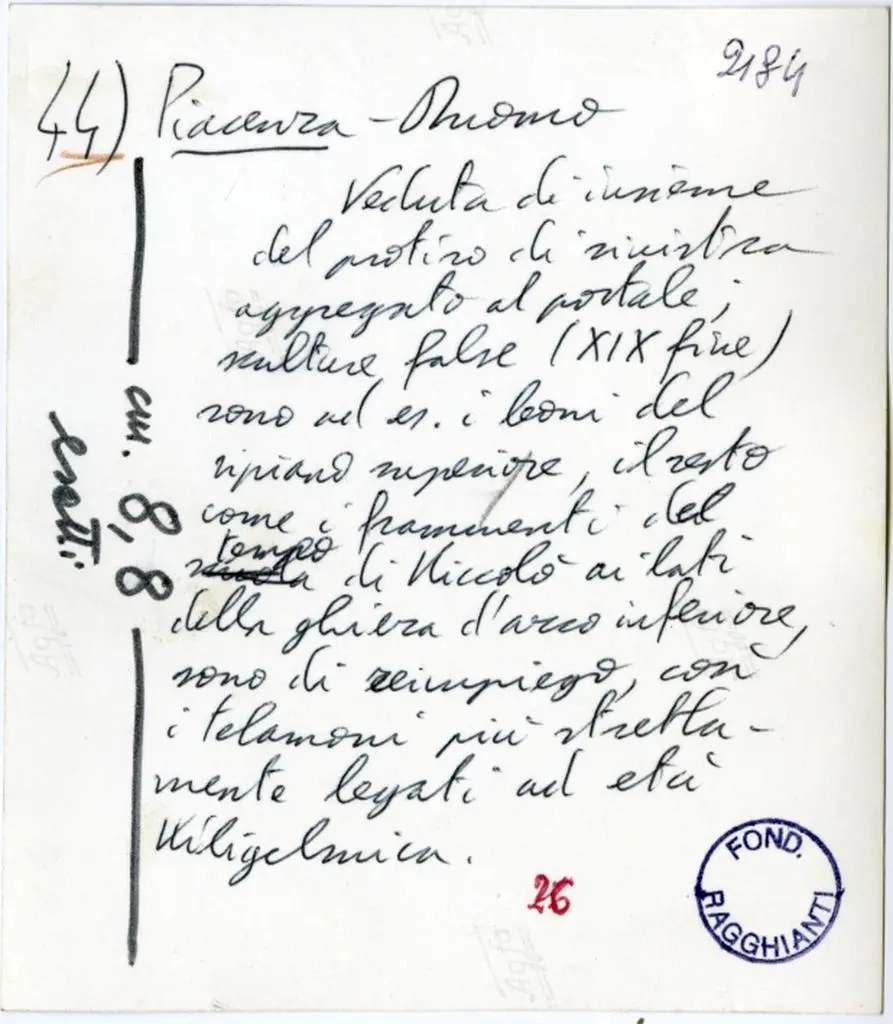 2184
44) Piacenza - Duomo
Veduta di insieme
del protiro di sinistra
aggregato al portale;
sculture false (XIX fine)
sono ad es. i leoni del
ripiano superiore, il resto
come i frammenti del
tempo
di Niccolò ai lati
della ghiera d'arco inferiore,
sono di reimpiego, così
i telamoni più stretta-
mente legati ad età
Wiligelmica.
cm. 8,8
esatti
26
FOND.
RAGGHIANTI